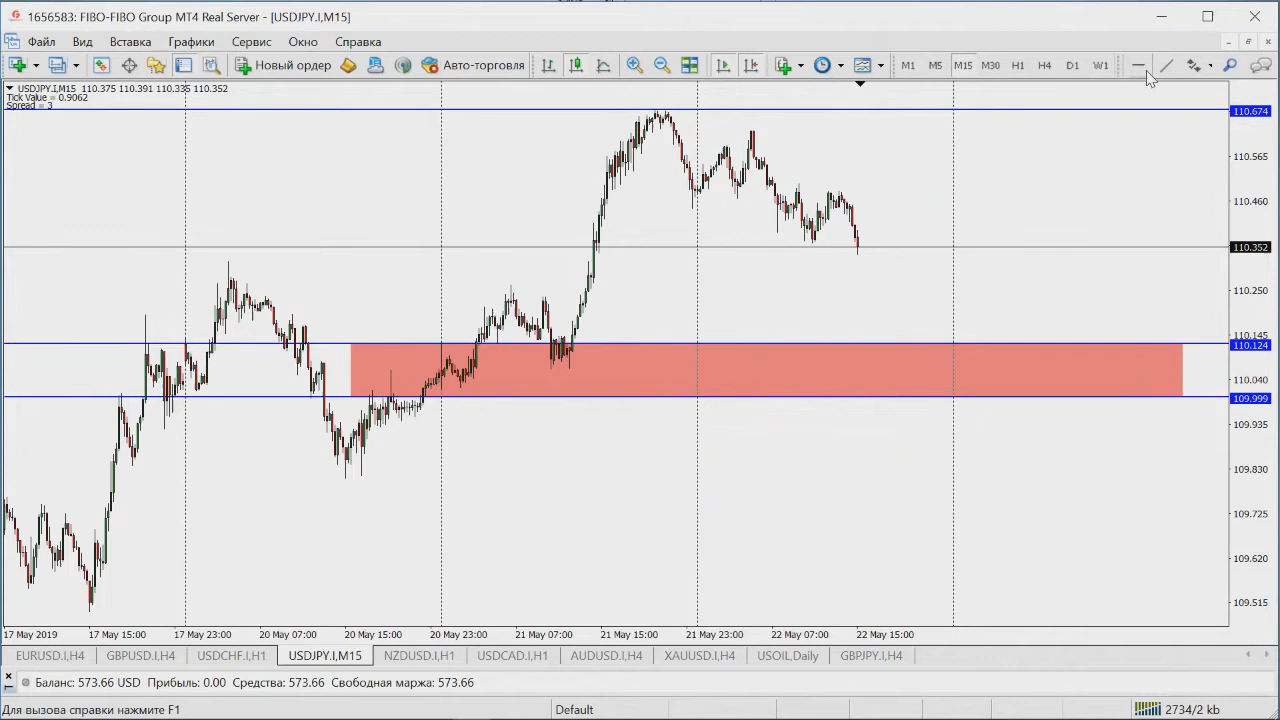 1656583: FIBO-FIBO Group MT4 Real Server - [USDJPY.I,M15]
Файл Вид Вставка Графики Сервис Окно Справка
Новый ордер Авто-торговля M1 M5 M15 M30 H1 H4 D1 W1
USDJPY.I,M15 110.375 110.391 110.335 110.352
Tick Value = 0.9062
Spread = 3
110.674
110.565
110.460
110.352
110.250
110.145
110.124
110.040
109.999
109.935
109.830
109.725
109.620
109.515
17 May 2019 17 May 15:00 17 May 23:00 20 May 07:00 20 May 15:00 20 May 23:00 21 May 07:00 21 May 15:00 21 May 23:00 22 May 07:00 22 May 15:00
EURUSD.I,H4 GBPUSD.I,H4 USDCHF.I,H1 USDJPY.I,M15 NZDUSD.I,H1 USDCAD.I,H1 AUDUSD.I,H4 XAUUSD.I,H4 USOIL,Daily GBPJPY.I,H4
Баланс: 573.66 USD Прибыль: 0.00 Средства: 573.66 Свободная маржа: 573.66
Для вызова справки нажмите F1 Default 2734/2 kb